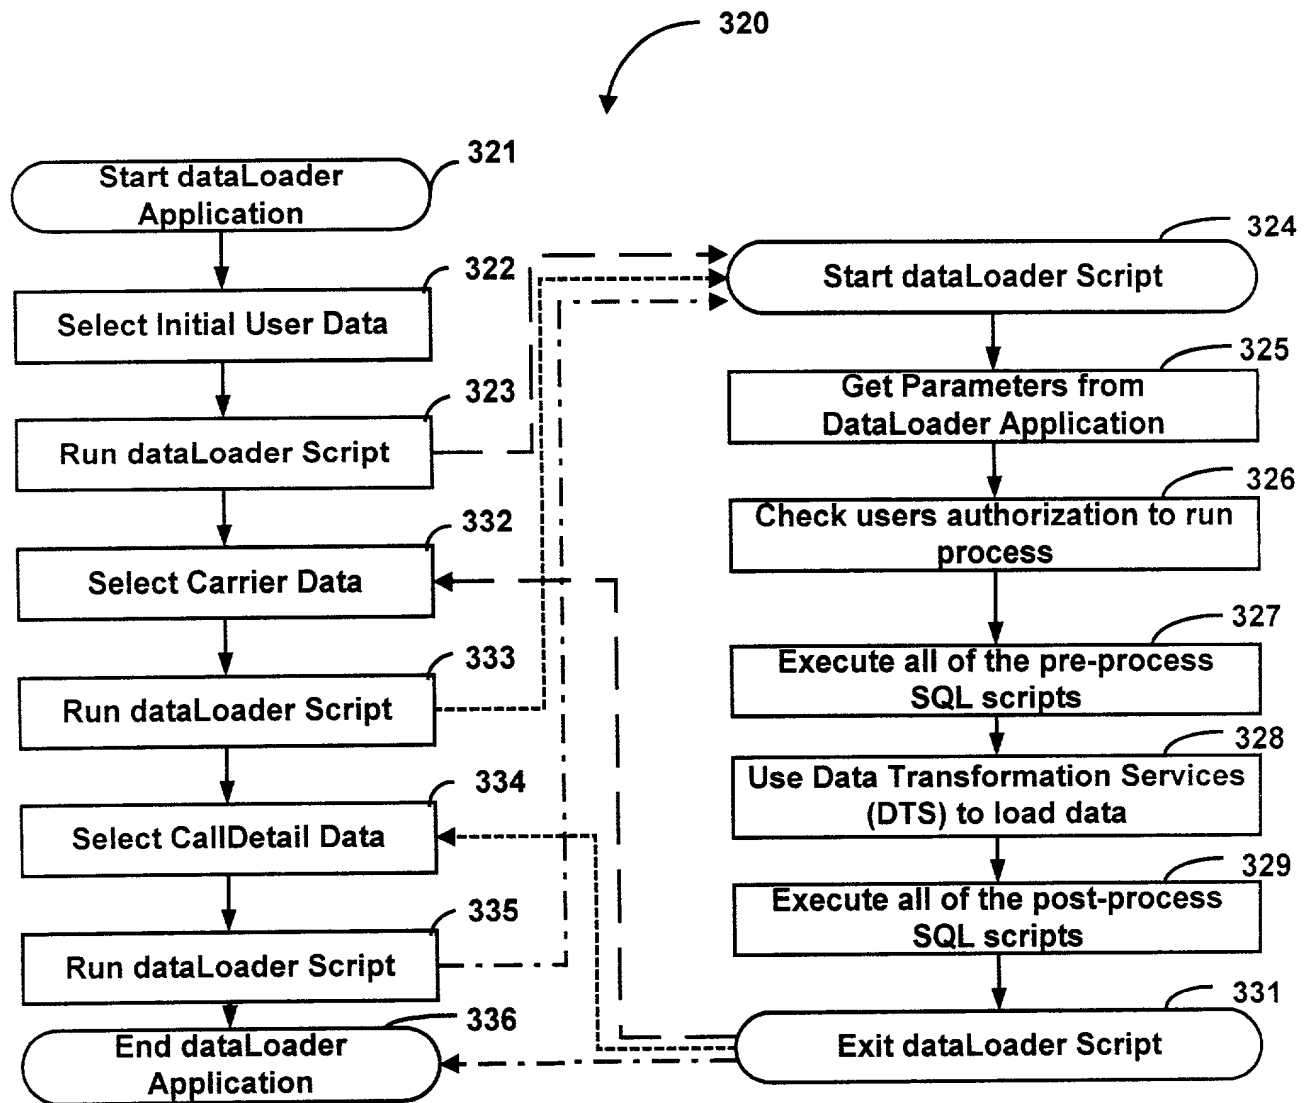 320
321
Start dataLoader
Application
322
Select Initial User Data
323
Run dataLoader Script
332
Select Carrier Data
333
Run dataLoader Script
334
Select CallDetail Data
335
Run dataLoader Script
336
End dataLoader
Application
324
Start dataLoader Script
325
Get Parameters from
DataLoader Application
326
Check users authorization to run
process
327
Execute all of the pre-process
SQL scripts
328
Use Data Transformation Services
(DTS) to load data
329
Execute all of the post-process
SQL scripts
331
Exit dataLoader Script